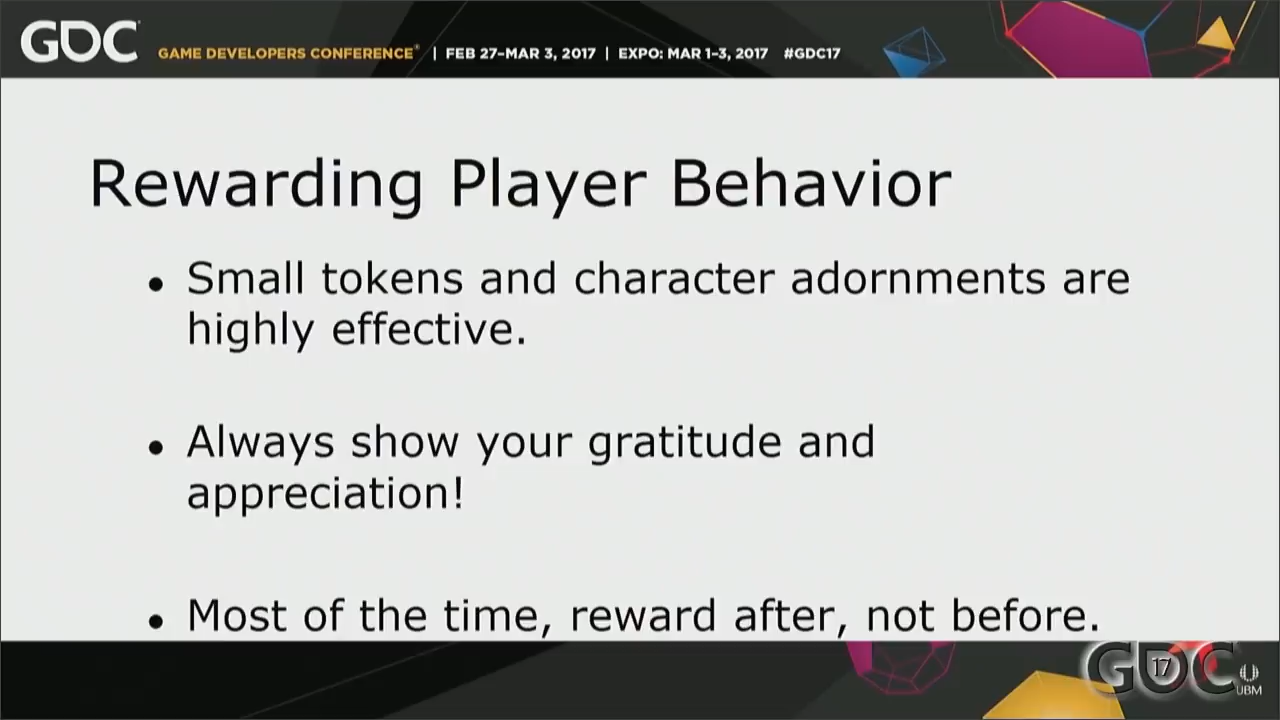 GDC GAME DEVELOPERS CONFERENCE® | FEB 27–MAR 3, 2017 | EXPO: MAR 1–3, 2017 #GDC17
Rewarding Player Behavior
• Small tokens and character adornments are
highly effective.
• Always show your gratitude and
appreciation!
• Most of the time, reward after, not before.
GDC 17
UBM